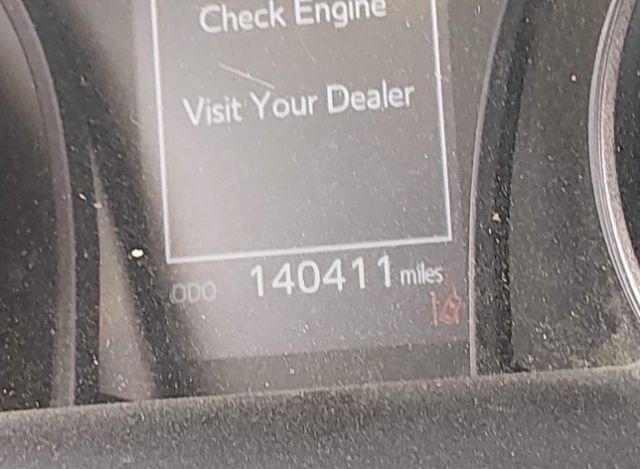 Check Engine
Visit Your Dealer
ODO 140411 miles